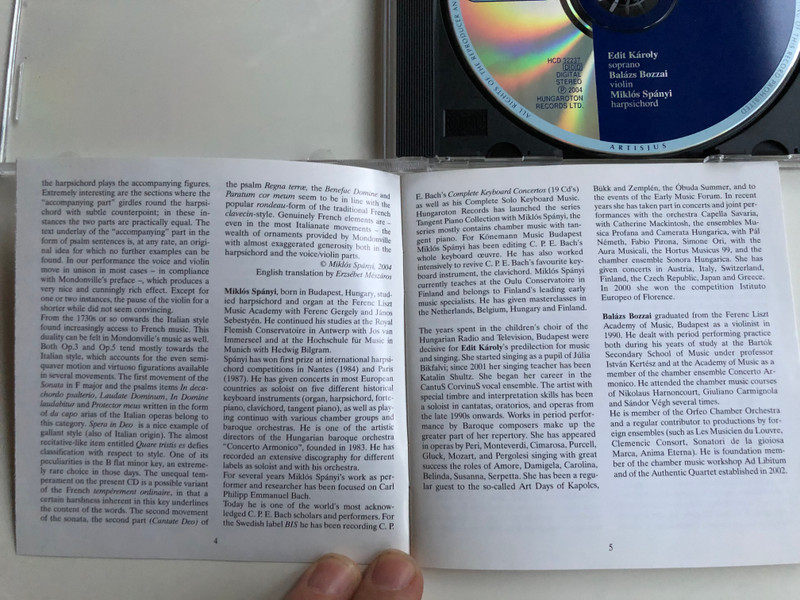 Edit Károly
soprano
Balázs Bozzai
violin
Miklós Spányi
harpsichord
HCD 32237
DIGITAL
STEREO
Ⓟ 2004
HUNGAROTON
RECORDS LTD.
ALL RIGHTS OF THE
ARTISJUS
the harpsichord plays the accompanying figures.
Extremely interesting are the sections where the
"accompanying part" girdles round the harpsi-
chord with subtle counterpoint; in these in-
stances the two parts are practically equal. The
text underlay of the "accompanying" part in the
form of psalm sentences is, at any rate, an origi-
nal idea for which no further examples can be
found. In our performance the voice and violin
move in unison in most cases – in compliance
with Mondonville's preface –, which produces a
very nice and cunningly rich effect. Except for
one or two instances, the pause of the violin for a
shorter while did not seem convincing.
From the 1730s or so onwards the Italian style
found increasingly access to French music. This
duality can be felt in Mondonville's music as well.
Both Op.3 and Op.5 tend mostly towards the
Italian style, which accounts for the even semi-
quaver motion and virtuoso figurations available
in several movements. The first movement of the
Sonata in F major and the psalms items In deca-
chordo psalterio, Laudate Dominum, In Domino
laudabitur and Protector meus written in the form
of da capo arias of the Italian operas belong to
this category. Spera in Deo is a nice example of
gallant style (also of Italian origin). The almost
recitative-like item entitled Quare tristis es defies
classification with respect to style. One of its
peculiarities is the B flat minor key, an extreme-
ly rare choice in those days. The unequal tem-
perament on the present CD is a possible variant
of the French tempérement ordinaire, in that a
certain harshness inherent in this key underlines
the content of the words. The second movement
of the sonata, the second part (Cantate Deo) of
the psalm Regna terræ, the Benefac Domine and
Paratum cor meum seem to be in line with the
popular rondeau-form of the traditional French
clavecin-style. Genuinely French elements are –
even in the most Italianate movements – the
wealth of ornaments provided by Mondonville
with almost exaggerated generosity both in the
harpsichord and the voice/violin parts.
© Miklós Spányi, 2004
English translation by Erzsébet Mészáros
Miklós Spányi, born in Budapest, Hungary, stud-
ied harpsichord and organ at the Ferenc Liszt
Music Academy with Ferenc Gergely and János
Sebestyén. He continued his studies at the Royal
Flemish Conservatoire in Antwerp with Jos van
Immerseel and at the Hochschule für Music in
Munich with Hedwig Bilgram.
Spányi has won first prize at international harpsi-
chord competitions in Nantes (1984) and Paris
(1987). He has given concerts in most European
countries as soloist on five different historical
keyboard instruments (organ, harpsichord, forte-
piano, clavichord, tangent piano), as well as play-
ing continuo with various chamber groups and
baroque orchestras. He is one of the artistic
directors of the Hungarian baroque orchestra
"Concerto Armonico", founded in 1983. He has
recorded an extensive discography for different
labels as soloist and with his orchestra.
For several years Miklós Spányi's work as per-
former and researcher has been focused on Carl
Philipp Emmanuel Bach.
Today he is one of the world's most acknow-
ledged C. P. E. Bach scholars and performers. For
the Swedish label BIS he has been recording C. P.
4
E. Bach's Complete Keyboard Concertos (19 Cd's)
as well as his Complete Solo Keyboard Music.
Hungaroton Records has launched the series
Tangent Piano Collection with Miklós Spányi, the
series mostly contains chamber music with tan-
gent piano. For Könemann Music Budapest
Miklós Spányi has been editing C. P. E. Bach's
whole keyboard œuvre. He has also worked
intensively to revive C. P. E. Bach's favourite key-
board instrument, the clavichord. Miklós Spányi
currently teaches at the Oulu Conservatoire in
Finland and belongs to Finland's leading early
music specialists. He has given masterclasses in
the Netherlands, Belgium, Hungary and Finland.
The years spent in the children's choir of the
Hungarian Radio and Television, Budapest were
decisive for Edit Károly's predilection for music
and singing. She started singing as a pupil of Júlia
Bikfalvi; since 2001 her singing teacher has been
Katalin Shultz. She began her career in the
CantuS CorvinuS vocal ensemble. The artist with
special timbre and interpretation skills has been
a soloist in cantatas, oratorios, and operas from
the late 1990s onwards. Works in period perfor-
mance by Baroque composers make up the
greater part of her repertory. She has appeared
in operas by Peri, Monteverdi, Cimarosa, Purcell,
Gluck, Mozart, and Pergolesi singing with great
success the roles of Amore, Damigela, Carolina,
Belinda, Susanna, Serpetta. She has been a regu-
lar guest to the so-called Art Days of Kapolcs,
Bükk and Zemplén, the Óbuda Summer, and to
the events of the Early Music Forum. In recent
years she has taken part in concerts and joint per-
formances with the orchestra Capella Savaria,
with Catherine Mackintosh, the ensembles Mu-
sica Profana and Camerata Hungarica, with Pál
Németh, Fabio Pirona, Simone Ori, with the
Aura Musicali, the Hortus Musicus 99, and the
chamber ensemble Sonora Hungarica. She has
given concerts in Austria, Italy, Switzerland,
Finland, the Czech Republic, Japan and Greece.
In 2000 she won the competition Istituto
Europeo of Florence.
Balázs Bozzai graduated from the Ferenc Liszt
Academy of Music, Budapest as a violinist in
1990. He dealt with period performing practice
both during his years of study at the Bartók
Secondary School of Music under professor
István Kertész and at the Academy of Music as a
member of the chamber ensemble Concerto Ar-
monico. He attended the chamber music courses
of Nikolaus Harnoncourt, Giuliano Carmignola
and Sándor Végh several times.
He is member of the Orfeo Chamber Orchestra
and a regular contributor to productions by for-
eign ensembles (such as Les Musicien du Louvre,
Clemencic Consort, Sonatori de la gioiosa
Marca, Anima Eterna). He is foundation mem-
ber of the chamber music workshop Ad Libitum
and of the Authentic Quartet established in 2002.
5